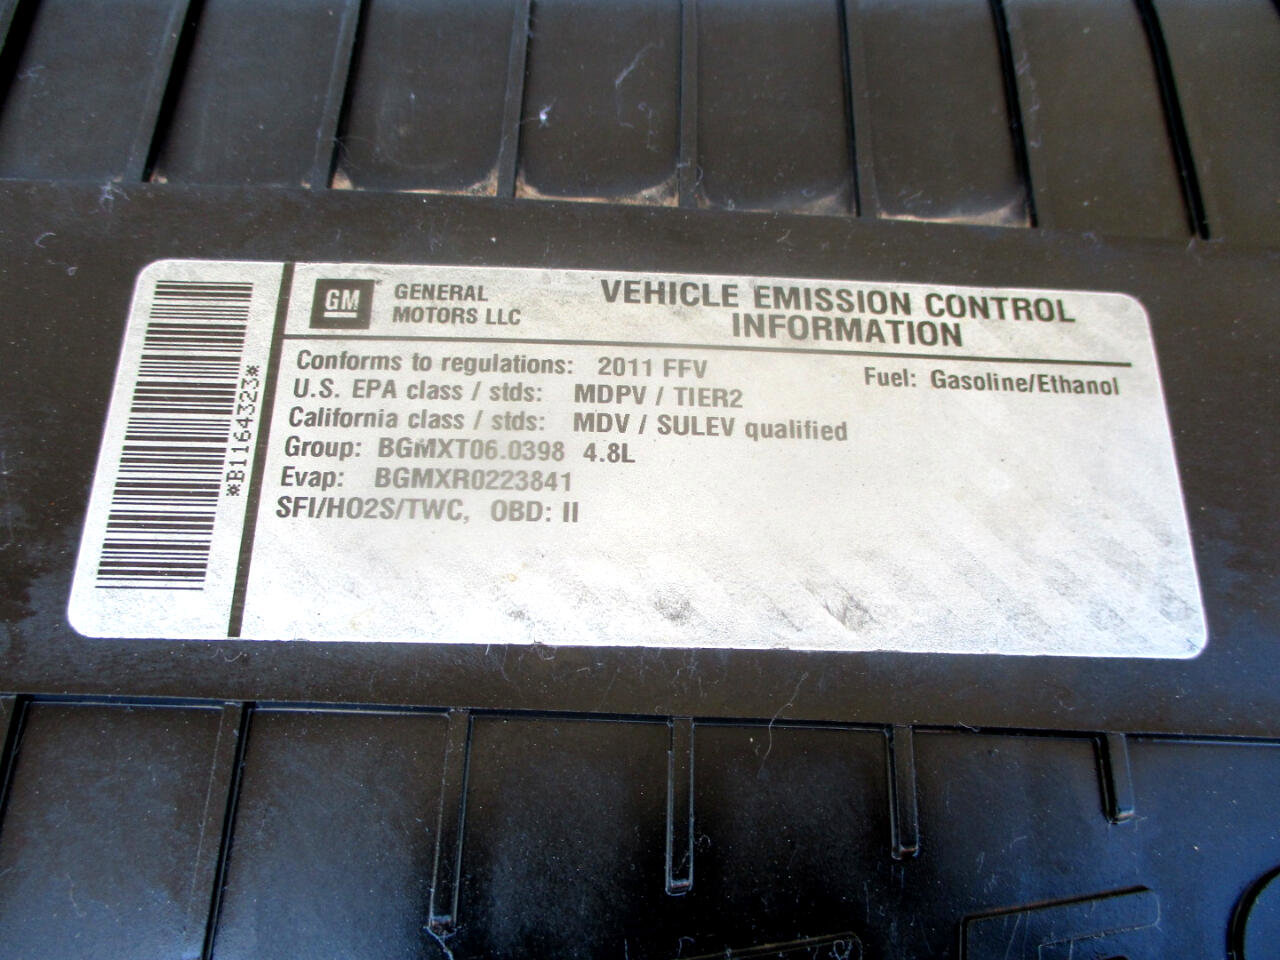 GM GENERAL MOTORS LLC
VEHICLE EMISSION CONTROL
INFORMATION
Conforms to regulations: 2011 FFV
Fuel: Gasoline/Ethanol
U.S. EPA class / stds: MDPV / TIER2
California class / stds: MDV / SULEV qualified
Group: BGMXT06.0398 4.8L
Evap: BGMXR0223841
SFI/HO2S/TWC, OBD: II
*B1164323*